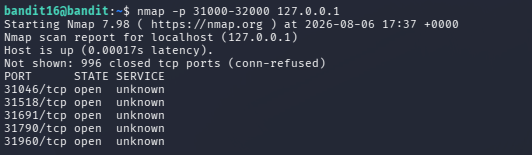 bandit16@bandit:~$ nmap -p 31000-32000 127.0.0.1
Starting Nmap 7.98 ( https://nmap.org ) at 2026-08-06 17:37 +0000
Nmap scan report for localhost (127.0.0.1)
Host is up (0.00017s latency).
Not shown: 996 closed tcp ports (conn-refused)
PORT      STATE SERVICE
31046/tcp open  unknown
31518/tcp open  unknown
31691/tcp open  unknown
31790/tcp open  unknown
31960/tcp open  unknown